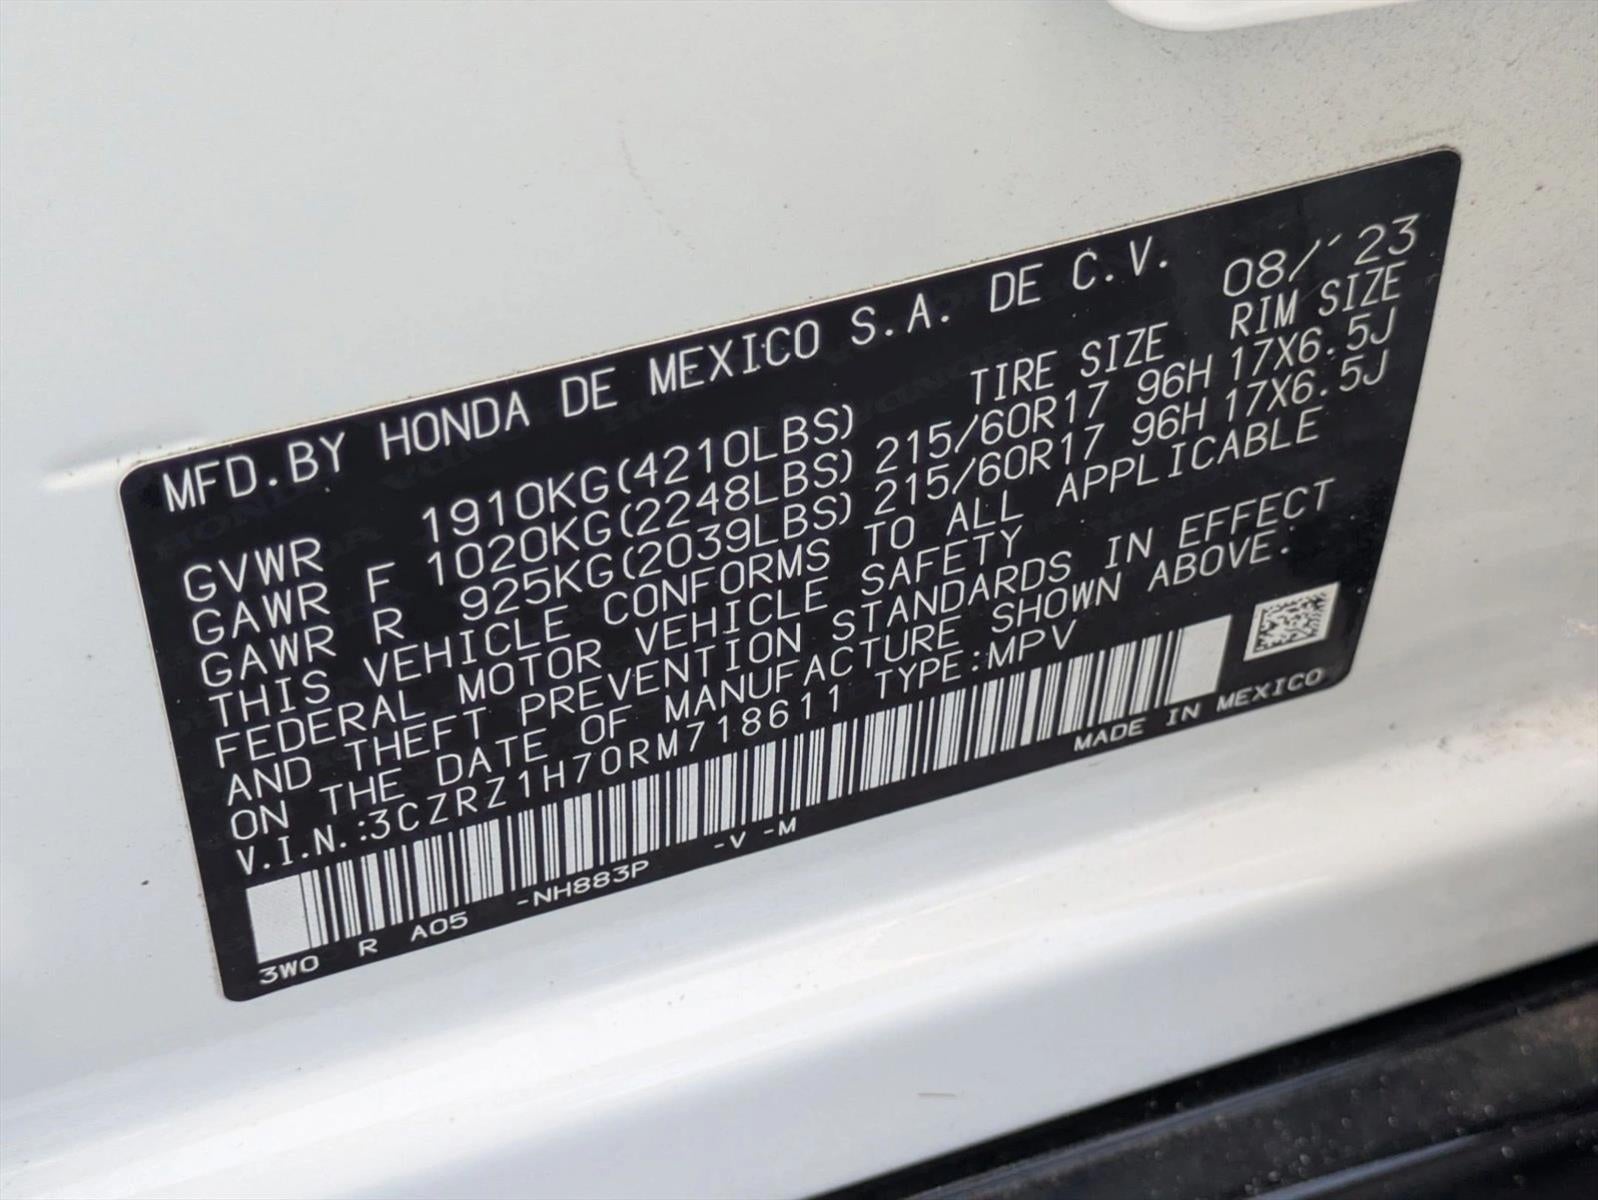 MFD.BY HONDA DE MEXICO S.A. DE C.V. 08/´23
TIRE SIZE RIM SIZE
GVWR 1910KG(4210LBS)
GAWR F 1020KG(2248LBS) 215/60R17 96H 17X6.5J
GAWR R 925KG(2039LBS) 215/60R17 96H 17X6.5J
THIS VEHICLE CONFORMS TO ALL APPLICABLE
FEDERAL MOTOR VEHICLE SAFETY
AND THEFT PREVENTION STANDARDS IN EFFECT
ON THE DATE OF MANUFACTURE SHOWN ABOVE.
V.I.N.:3CZRZ1H70RM718611 TYPE:MPV
3W0 R A05 -NH883P -V -M MADE IN MEXICO